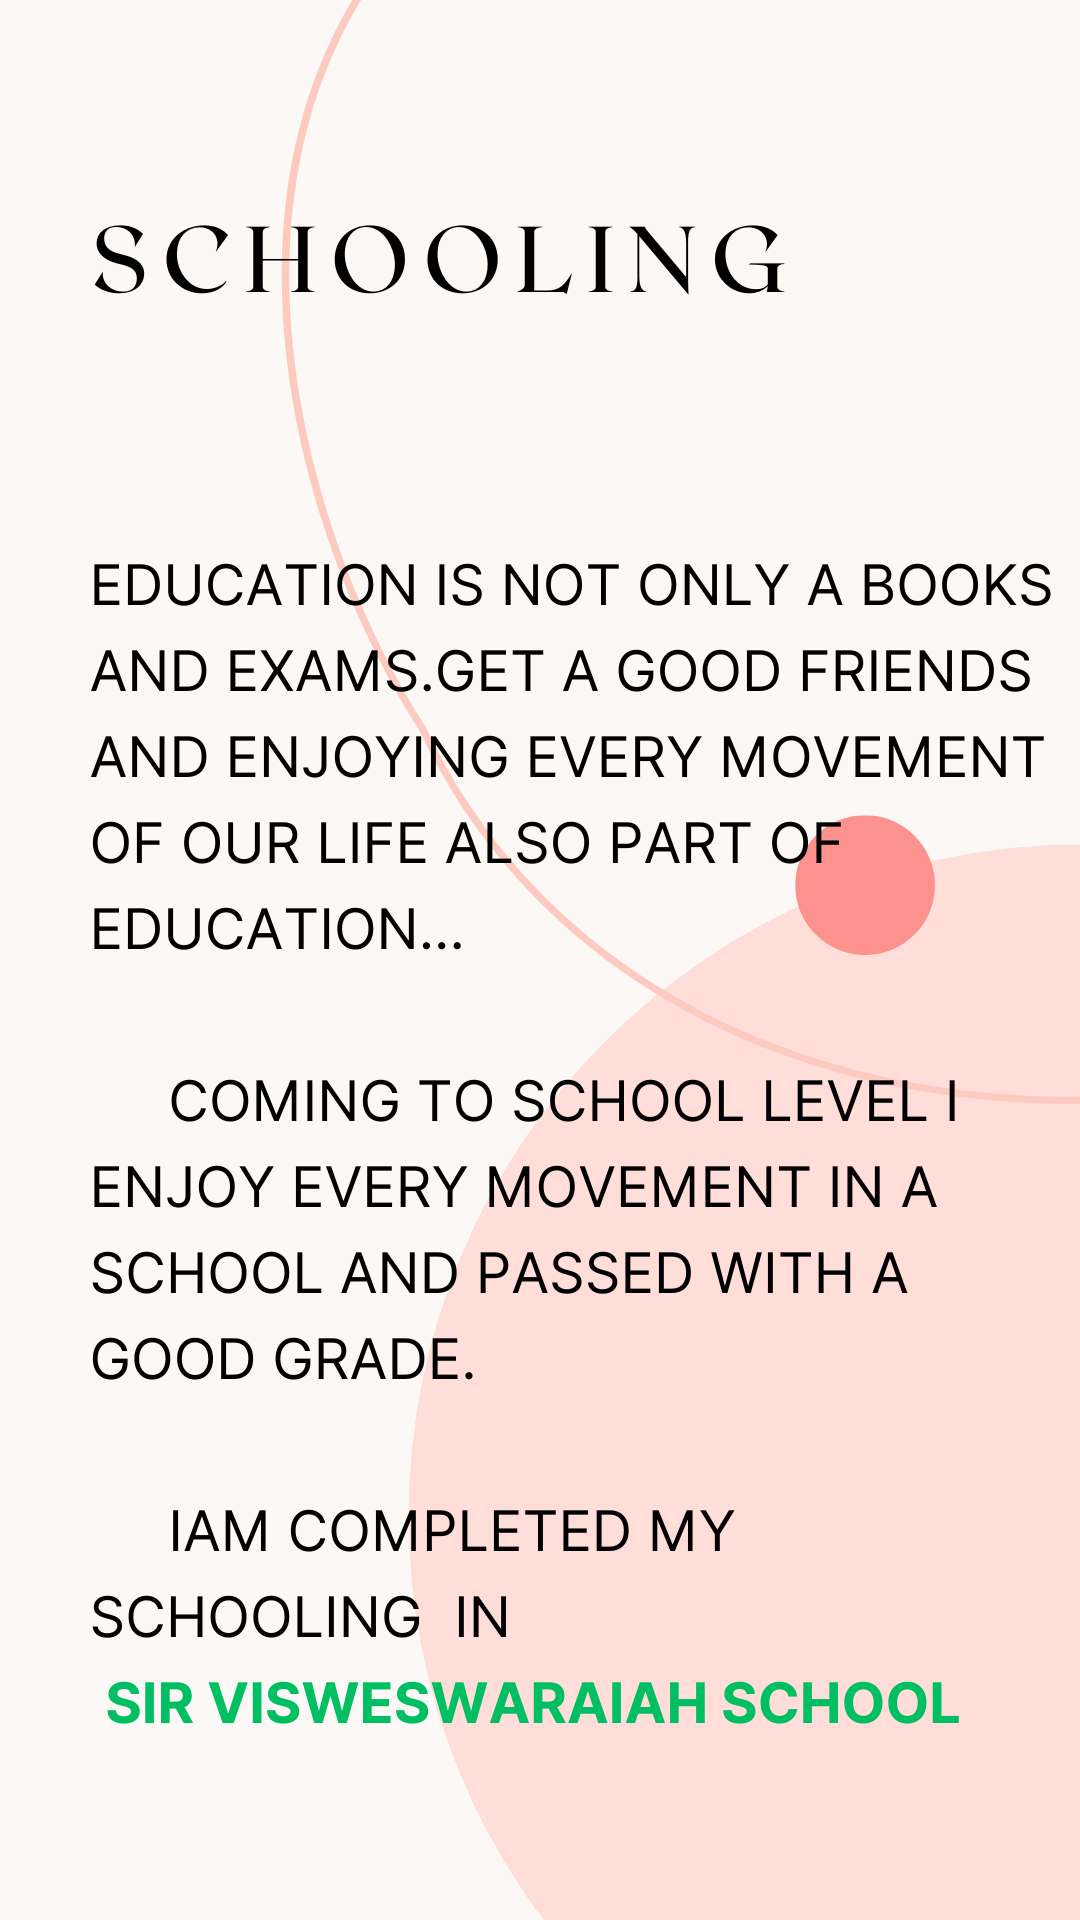 SCHOOLING
EDUCATION IS NOT ONLY A BOOKS
AND EXAMS.GET A GOOD FRIENDS
AND ENJOYING EVERY MOVEMENT
OF OUR LIFE ALSO PART OF
EDUCATION...
COMING TO SCHOOL LEVEL I
ENJOY EVERY MOVEMENT IN A
SCHOOL AND PASSED WITH A
GOOD GRADE.
IAM COMPLETED MY
SCHOOLING  IN
SIR VISWESWARAIAH SCHOOL